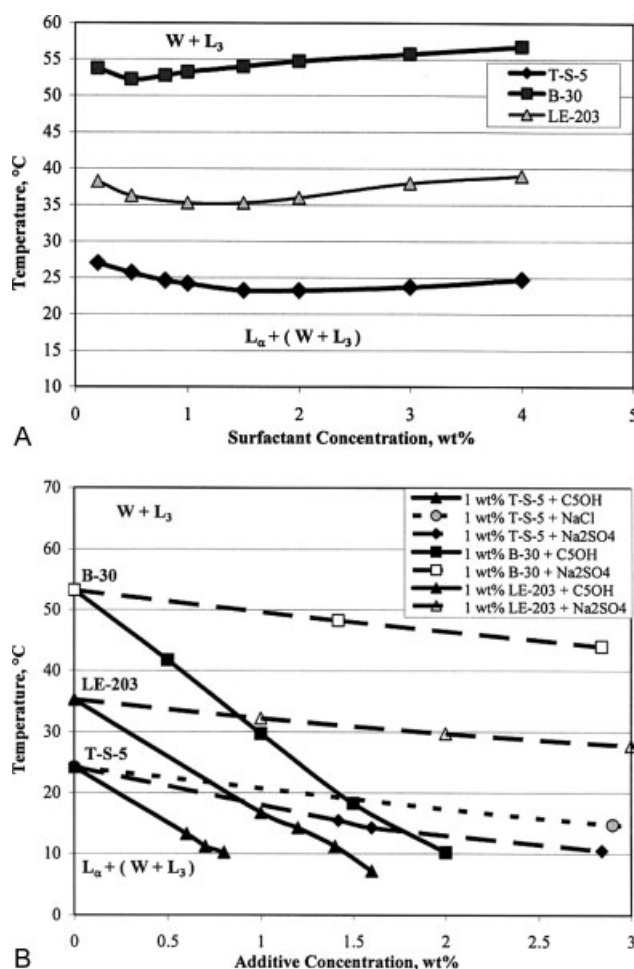 W + L₃
T-S-5
B-30
LE-203
60
55
50
45
40
35
30
25
20
15
10
Temperature, °C
Lα + ( W + L₃)
0
1
2
3
4
5
Surfactant Concentration, wt%
A
70
60
50
40
30
20
10
0
Temperature, °C
W + L₃
1 wt% T-S-5 + C5OH
1 wt% T-S-5 + NaCl
1 wt% T-S-5 + Na2SO4
1 wt% B-30 + C5OH
1 wt% B-30 + Na2SO4
1 wt% LE-203 + C5OH
1 wt% LE-203 + Na2SO4
B-30
LE-203
T-S-5
Lα + ( W + L₃)
0
0.5
1
1.5
2
2.5
3
Additive Concentration, wt%
B